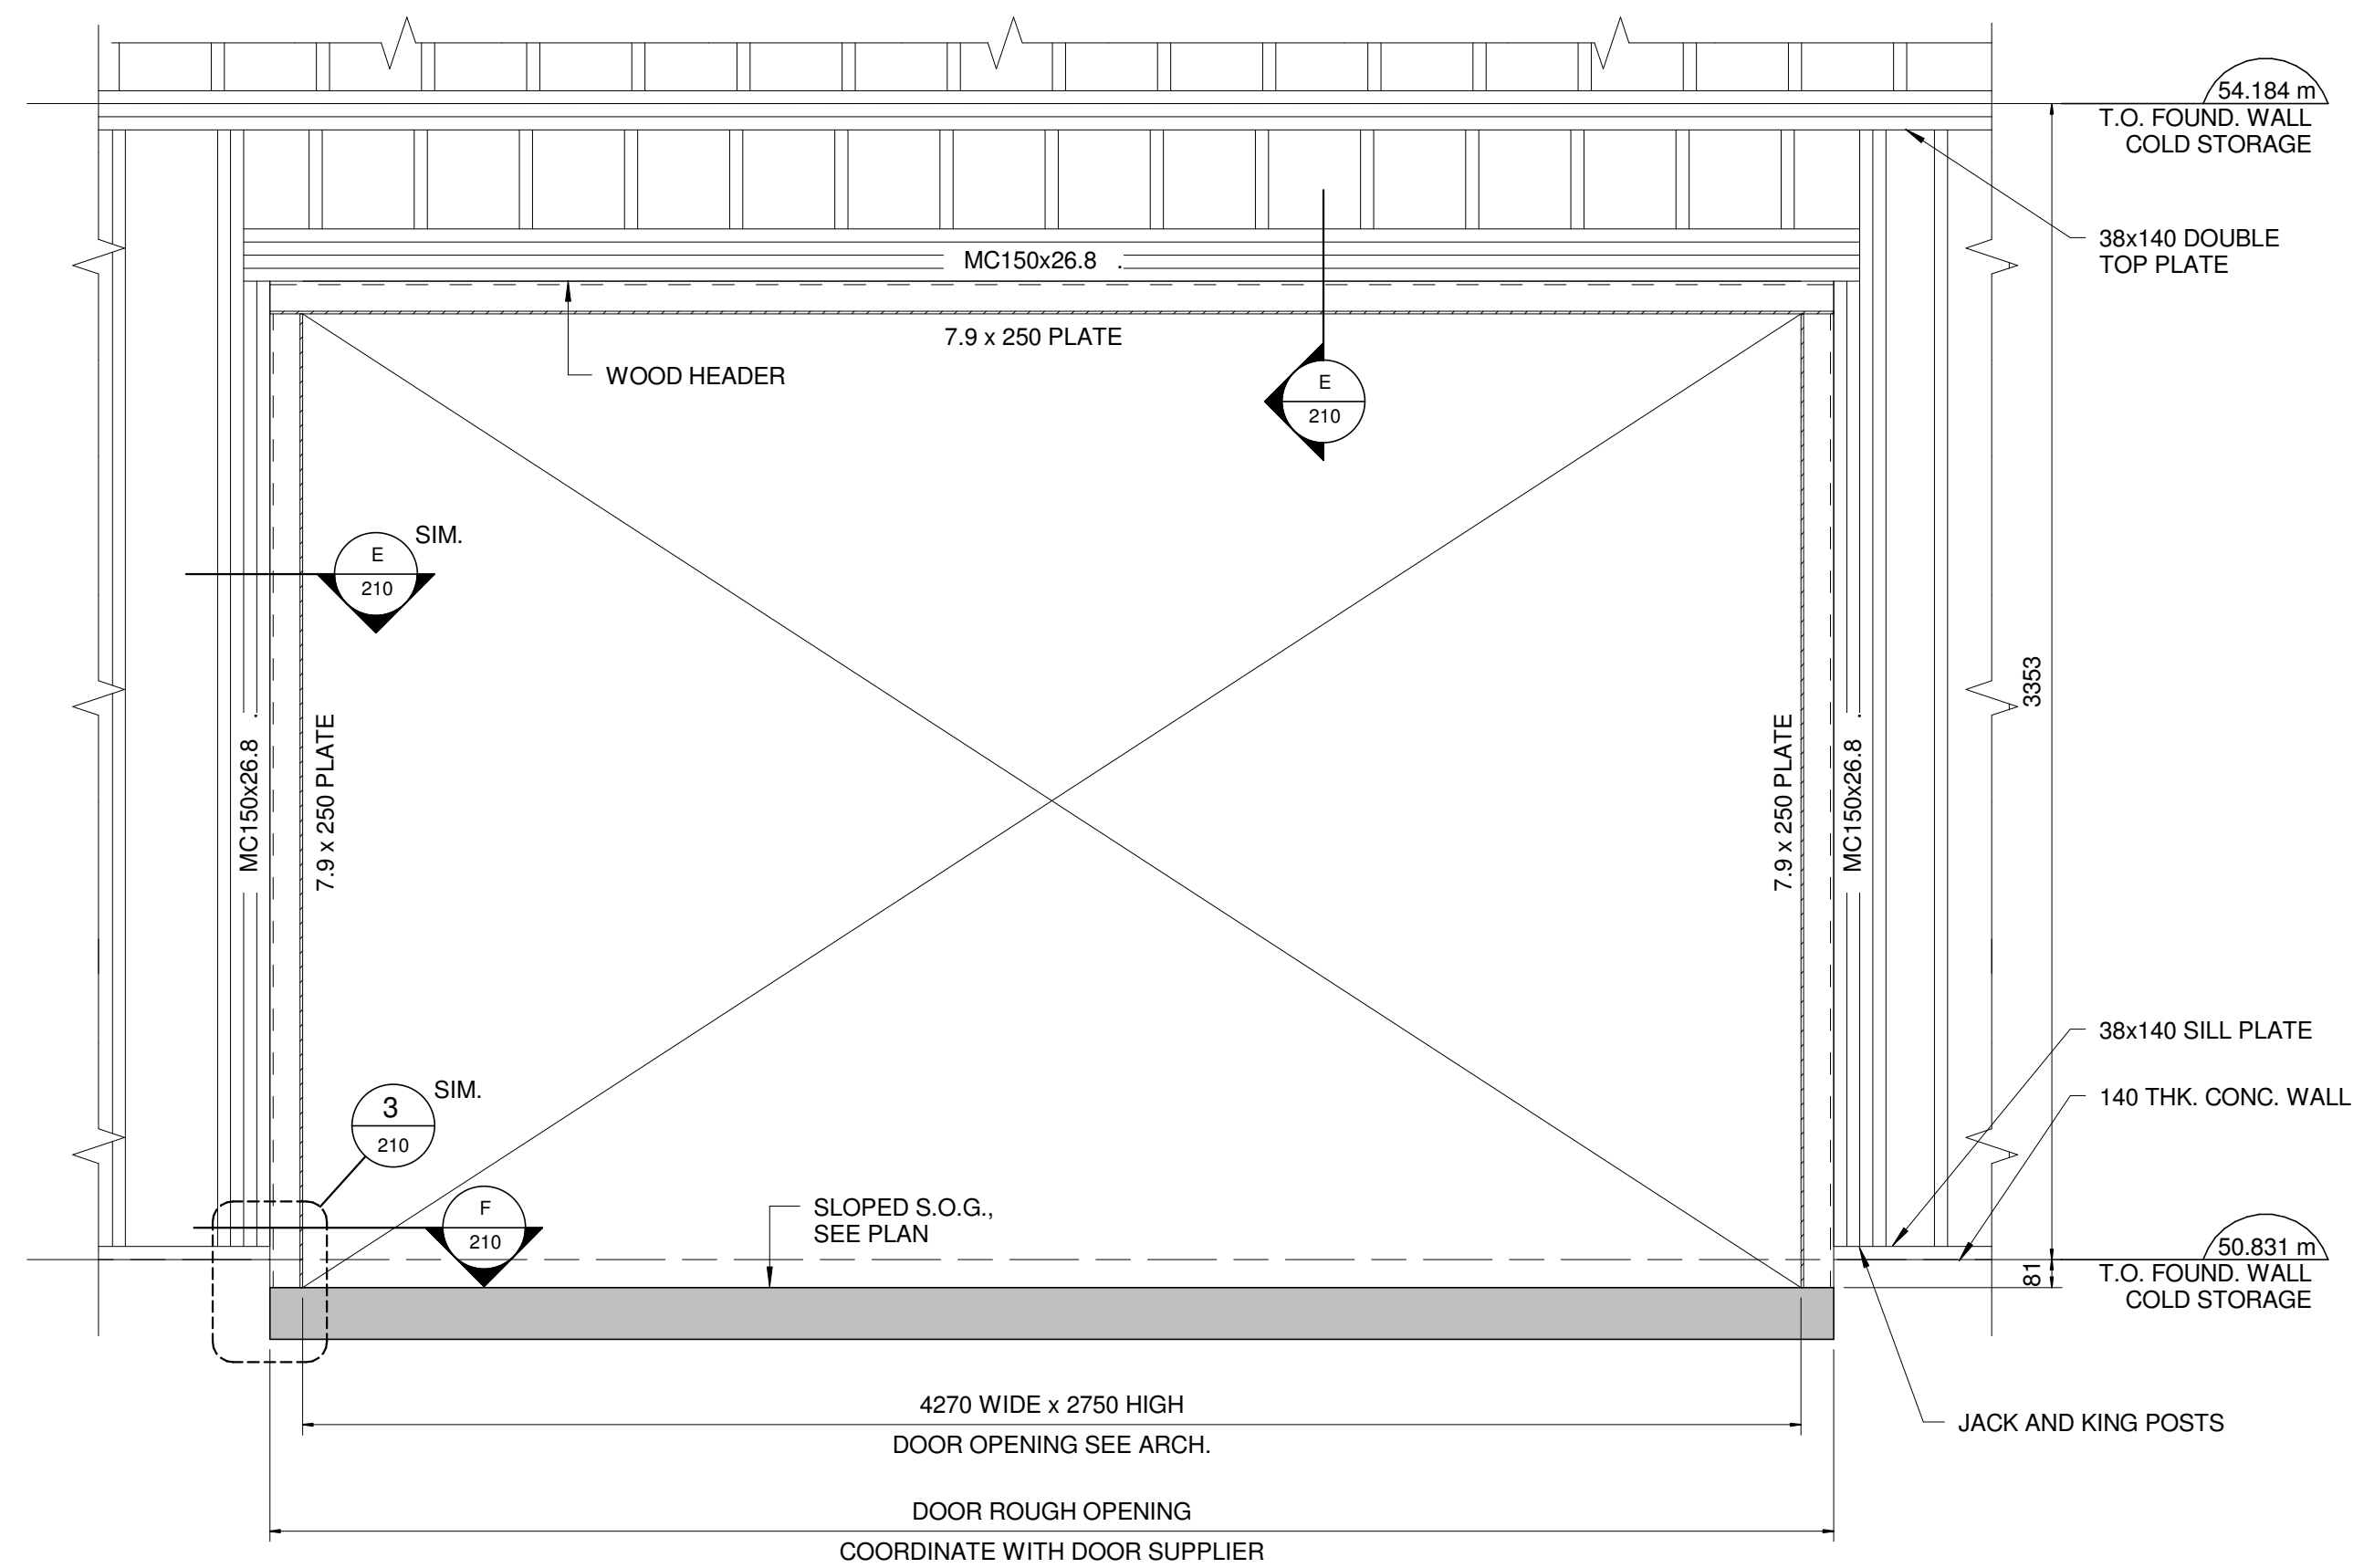 54.184 m
T.O. FOUND. WALL
COLD STORAGE
38x140 DOUBLE
TOP PLATE
MC150x26.8 .
7.9 x 250 PLATE
WOOD HEADER
E
210
E
210
SIM.
MC150x26.8 .
7.9 x 250 PLATE
7.9 x 250 PLATE
MC150x26.8 .
3353
38x140 SILL PLATE
140 THK. CONC. WALL
3
210
SIM.
F
210
SLOPED S.O.G.,
SEE PLAN
50.831 m
T.O. FOUND. WALL
COLD STORAGE
81
4270 WIDE x 2750 HIGH
DOOR OPENING SEE ARCH.
JACK AND KING POSTS
DOOR ROUGH OPENING
COORDINATE WITH DOOR SUPPLIER